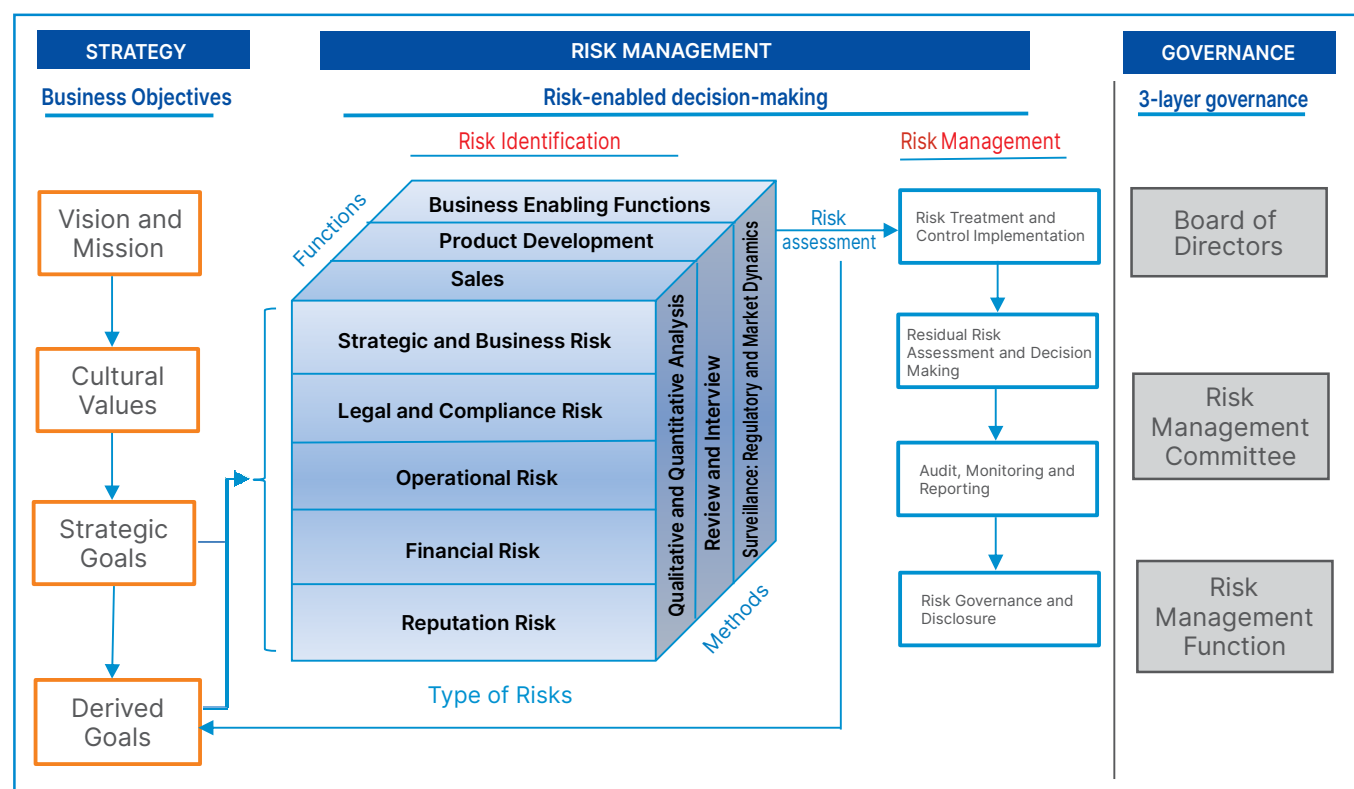 STRATEGY
RISK MANAGEMENT
GOVERNANCE
Business Objectives
Risk-enabled decision-making
3-layer governance
Risk Identification
Risk Management
Vision and
Mission
Cultural
Values
Strategic
Goals
Derived
Goals
Functions
Business Enabling Functions
Product Development
Sales
Strategic and Business Risk
Legal and Compliance Risk
Operational Risk
Financial Risk
Reputation Risk
Qualitative and Quantitative Analysis
Review and Interview
Surveillance: Regulatory and Market Dynamics
Methods
Type of Risks
Risk
assessment
Risk Treatment and
Control Implementation
Residual Risk
Assessment and Decision
Making
Audit, Monitoring and
Reporting
Risk Governance and
Disclosure
Board of
Directors
Risk
Management
Committee
Risk
Management
Function